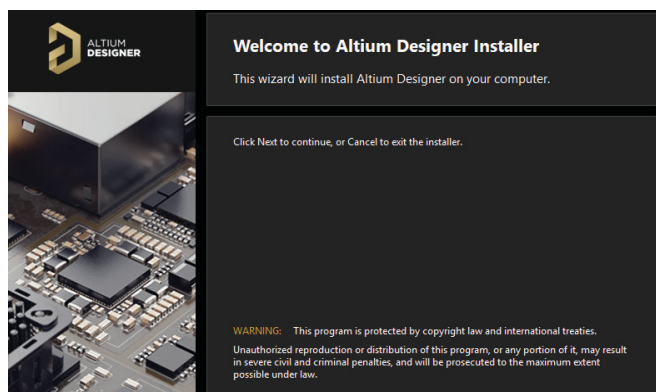 ALTIUM
DESIGNER
Welcome to Altium Designer Installer
This wizard will install Altium Designer on your computer.
Click Next to continue, or Cancel to exit the installer.
WARNING: This program is protected by copyright law and international treaties.
Unauthorized reproduction or distribution of this program, or any portion of it, may result
in severe civil and criminal penalties, and will be prosecuted to the maximum extent
possible under law.